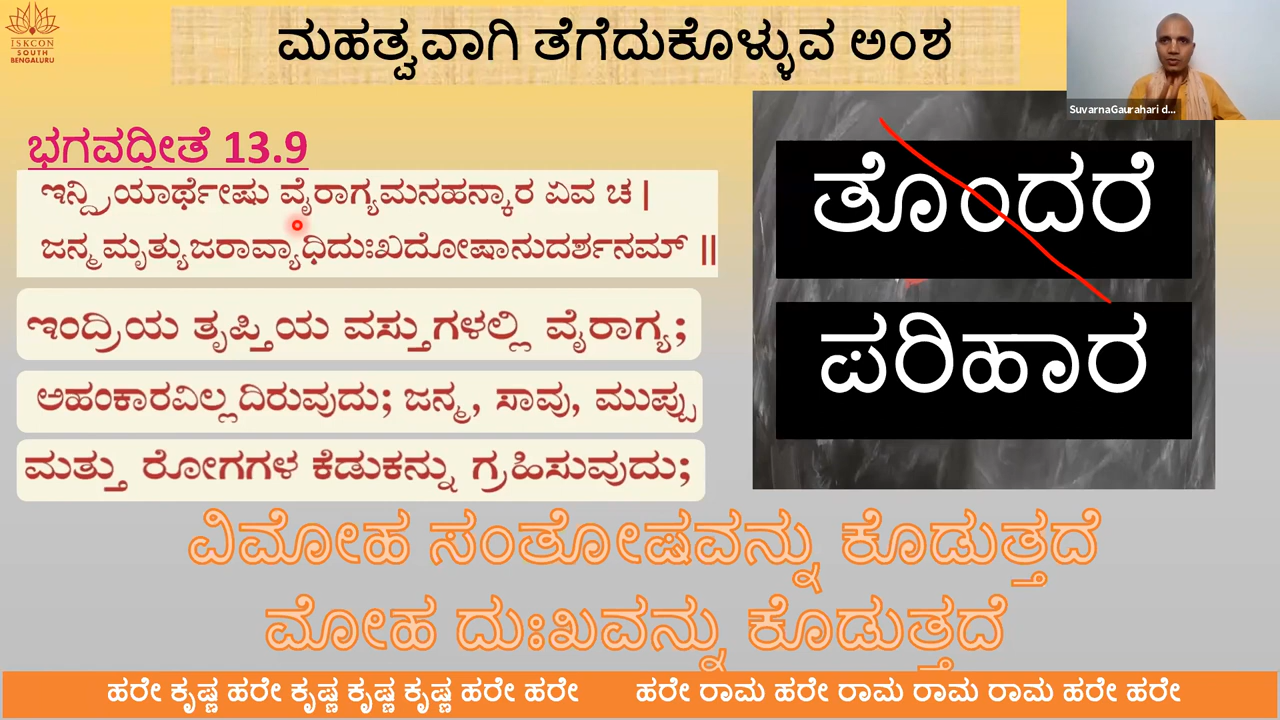 ISKCON
SOUTH
BENGALURU
ಮಹತ್ವವಾಗಿ ತೆಗೆದುಕೊಳ್ಳುವ ಅಂಶ
SuvarnaGaurahari d...
ಭಗವದ್ಗೀತೆ 13.9
ಇನ್ದ್ರಿಯಾರ್ಥೇಷು ವೈರಾಗ್ಯಮನಹನ್ಕಾರ ಏವ ಚ |
ಜನ್ಮಮೃತ್ಯುಜರಾವ್ಯಾಧಿದುಃಖದೋಷಾನುದರ್ಶನಮ್ ||
ಇಂದ್ರಿಯ ತೃಪ್ತಿಯ ವಸ್ತುಗಳಲ್ಲಿ ವೈರಾಗ್ಯ;
ಅಹಂಕಾರವಿಲ್ಲದಿರುವುದು; ಜನ್ಮ, ಸಾವು, ಮುಪ್ಪು
ಮತ್ತು ರೋಗಗಳ ಕೆಡುಕನ್ನು ಗ್ರಹಿಸುವುದು;
ತೊಂದರೆ
ಪರಿಹಾರ
ವಿಮೋಹ ಸಂತೋಷವನ್ನು ಕೊಡುತ್ತದೆ
ಮೋಹ ದುಃಖವನ್ನು ಕೊಡುತ್ತದೆ
ಹರೇ ಕೃಷ್ಣ ಹರೇ ಕೃಷ್ಣ ಕೃಷ್ಣ ಕೃಷ್ಣ ಹರೇ ಹರೇ ಹರೇ ರಾಮ ಹರೇ ರಾಮ ರಾಮ ರಾಮ ಹರೇ ಹರೇ